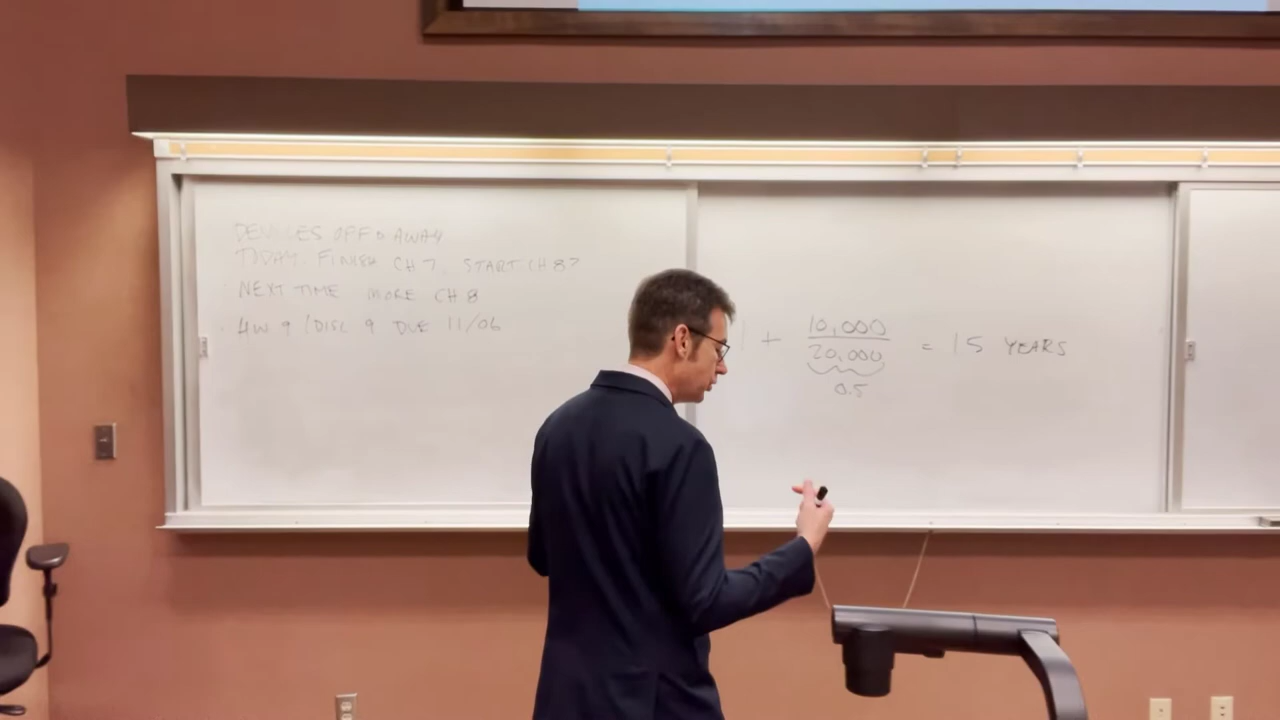 DEVICES OFF & AWAY
TODAY: FINISH CH 7, START CH 8?
NEXT TIME MORE CH 8
HW 9 / DISC 9 DUE 11/06
1 + 10,000 = 15 YEARS
20,000
0.5